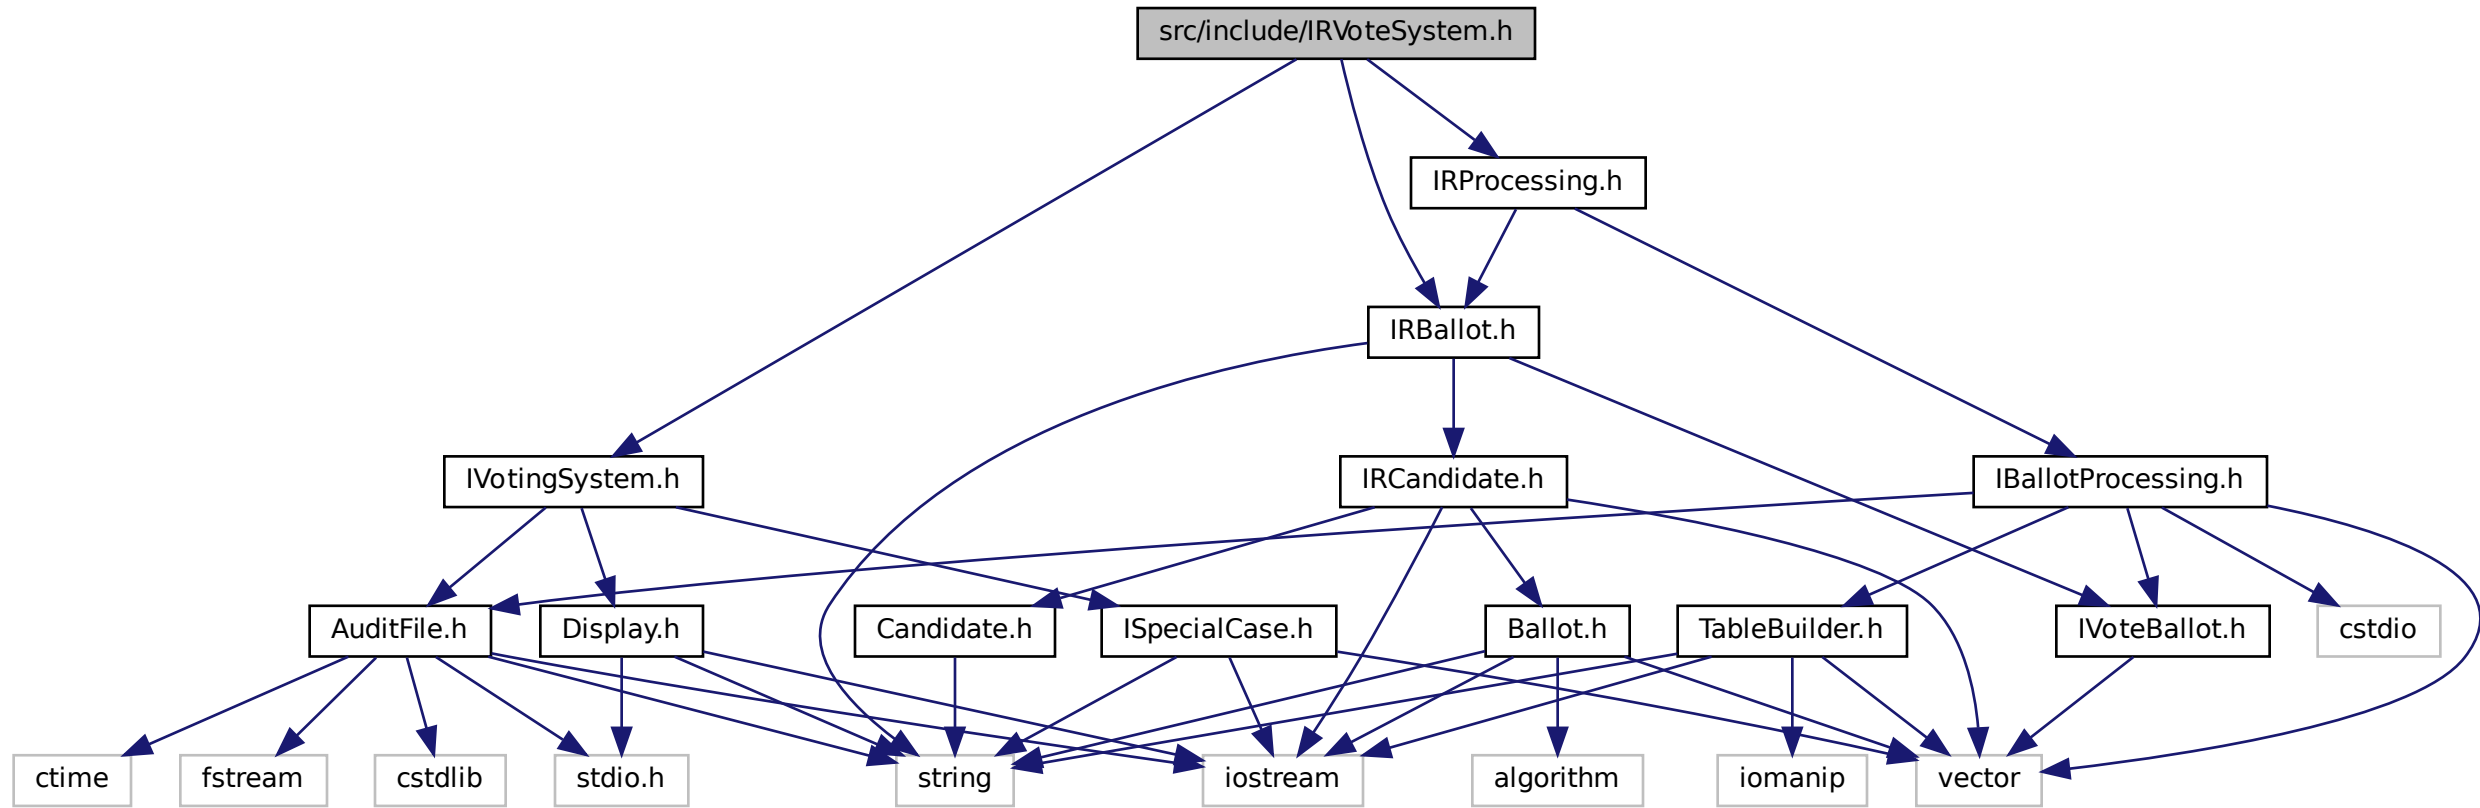 src/include/IRVoteSystem.h
IRProcessing.h
IRBallot.h
IVotingSystem.h
IRCandidate.h
IBallotProcessing.h
AuditFile.h
Display.h
Candidate.h
ISpecialCase.h
Ballot.h
TableBuilder.h
IVoteBallot.h
cstdio
ctime
fstream
cstdlib
stdio.h
string
iostream
algorithm
iomanip
vector